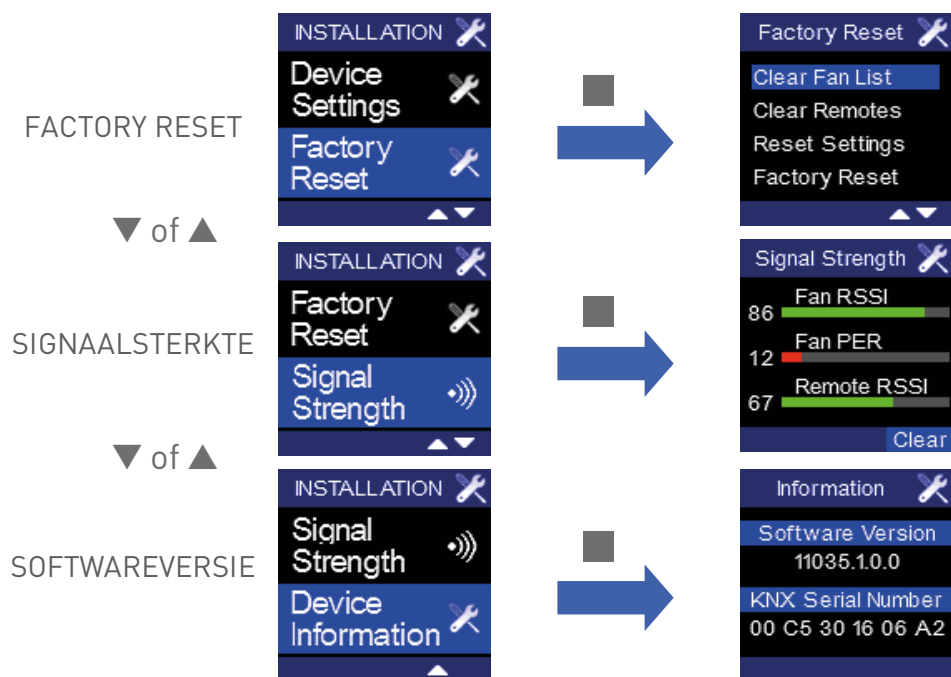 FACTORY RESET
INSTALLATION
Device
Settings
Factory
Reset
Factory Reset
Clear Fan List
Clear Remotes
Reset Settings
Factory Reset
▼ of ▲
SIGNAALSTERKTE
INSTALLATION
Factory
Reset
Signal
Strength
Signal Strength
Fan RSSI
86
Fan PER
12
Remote RSSI
67
Clear
▼ of ▲
SOFTWAREVERSIE
INSTALLATION
Signal
Strength
Device
Information
Information
Software Version
11035.1.0.0
KNX Serial Number
00 C5 30 16 06 A2